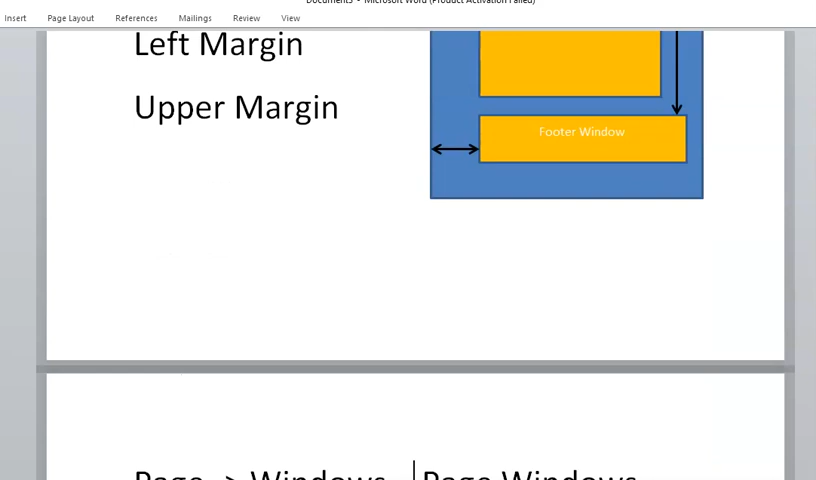 Document3 - Microsoft Word (Product Activation Failed)
Insert Page Layout References Mailings Review View
Left Margin
Upper Margin
Footer Window
Page -> Windows Page Windows